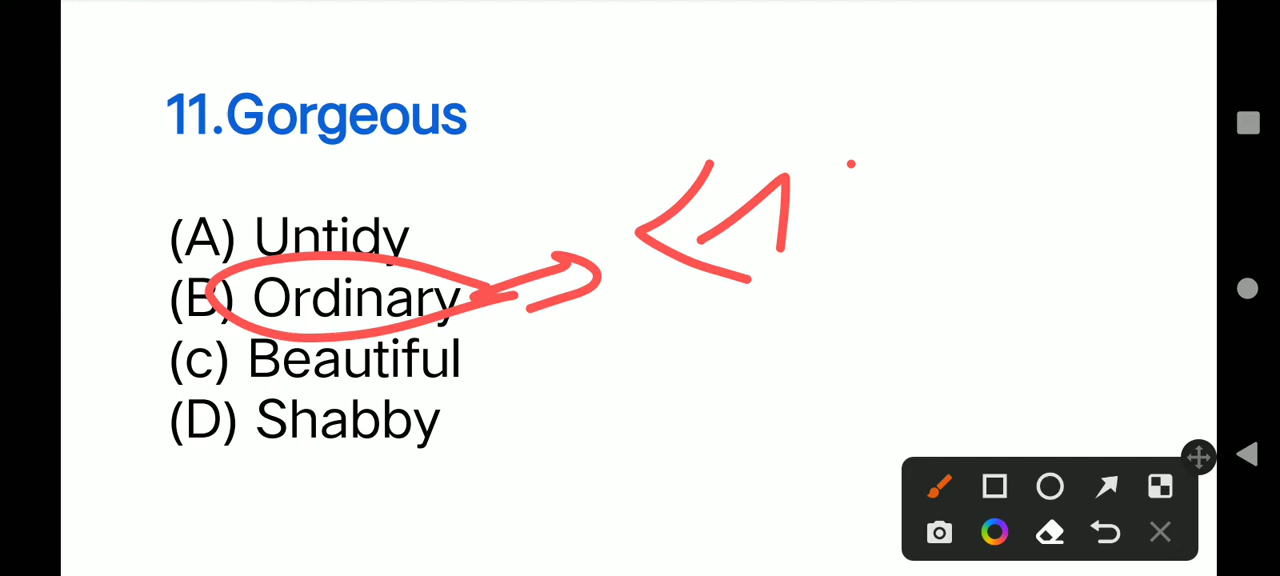 11.Gorgeous
(A) Untidy
(B) Ordinary
(c) Beautiful
(D) Shabby